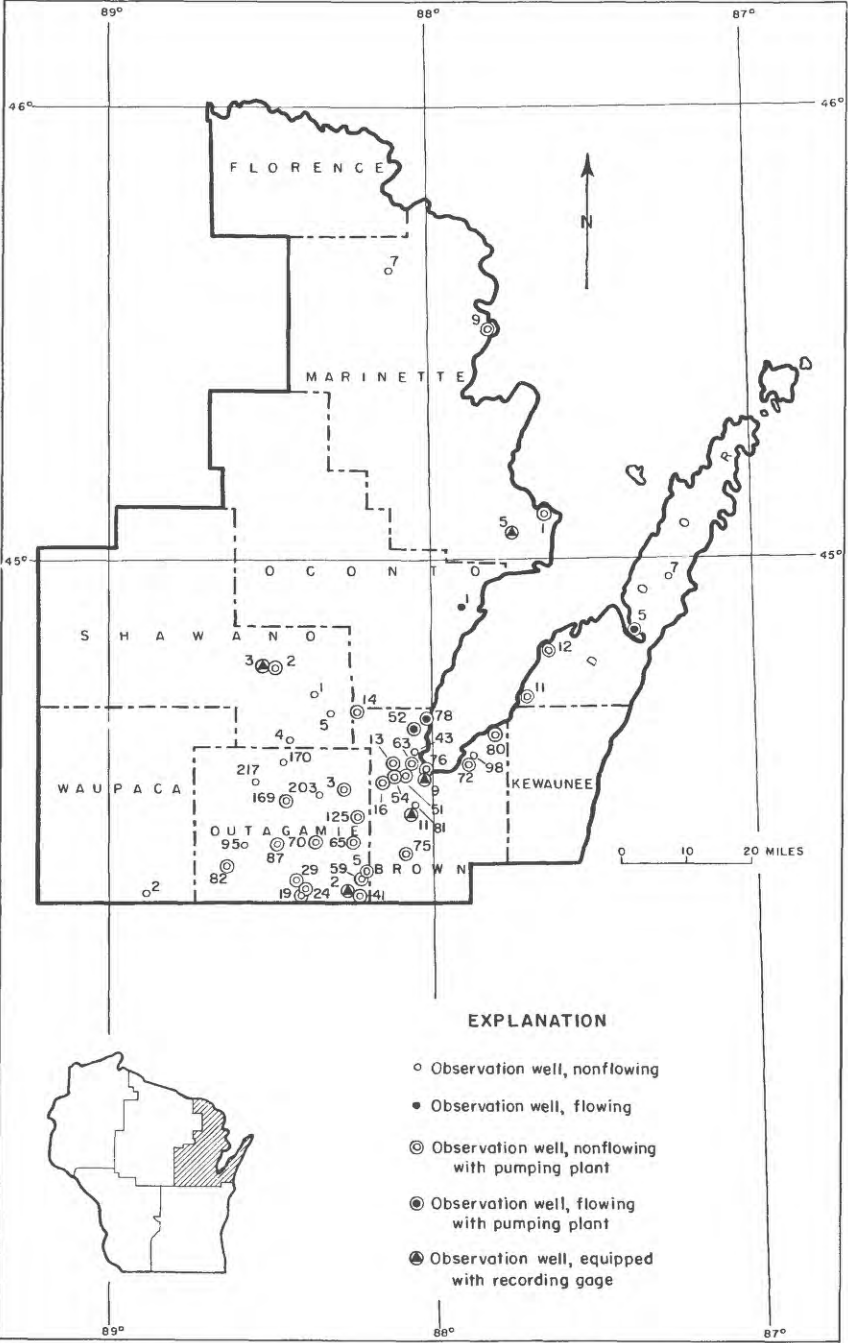 89° 88° 87°
46° 46°
FLORENCE
N
7
9
MARINETTE
5
1
45° 45°
OCONTO
7
1
SHAWANO
5
DOOR
12
3 2
1
11
5
14
52 78
4
13 63 43
80
170
76
98
217
72
WAUPACA
203 3
9
KEWAUNEE
169
16 54 51
125
11 81
OUTAGAMIE
95 87 70 65
75
0 10 20 MILES
82
5
BROWN
29 59
2
2
19 24 141
EXPLANATION
Observation well, nonflowing
Observation well, flowing
Observation well, nonflowing
with pumping plant
Observation well, flowing
with pumping plant
Observation well, equipped
with recording gage
89° 88° 87°